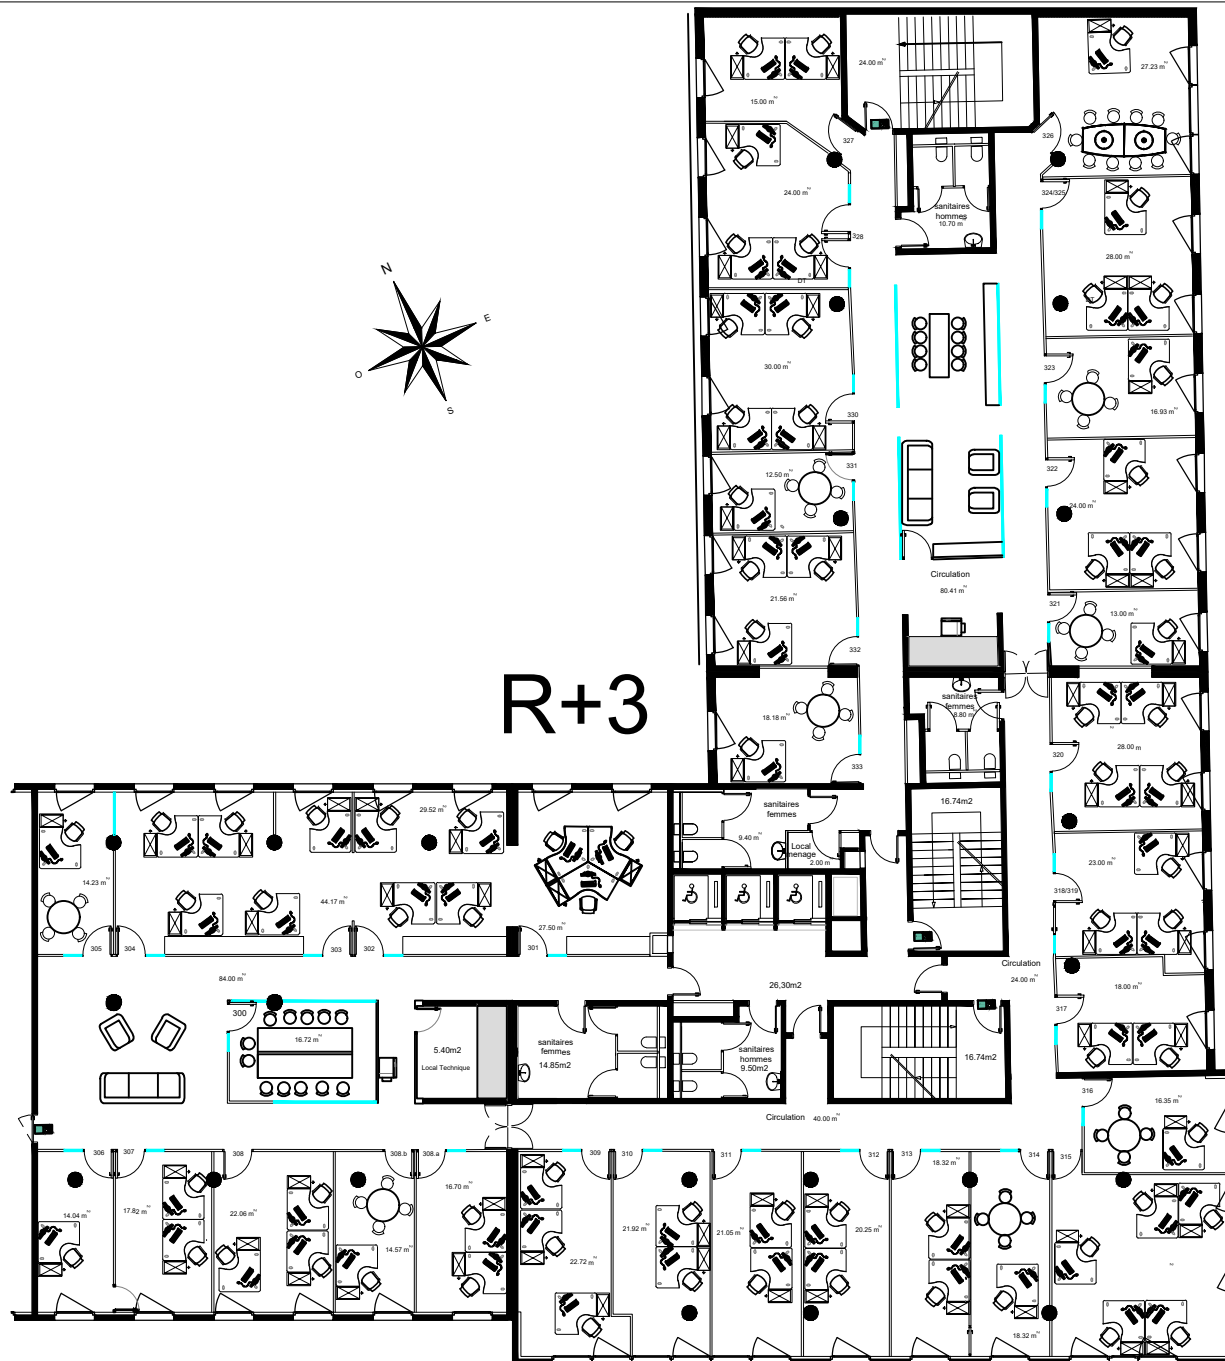 24.00 m²
27.23 m²
15.00 m²
327
326
24.00 m²
324/325
sanitaires
hommes
10.70 m
328
28.00 m²
DT
N
E
O
S
30.00 m²
323
16.93 m²
330
331
12.50 m²
322
24.00 m²
Circulation
80.41 m²
21.56 m²
321
13.00 m²
332
R+3
sanitaires
femmes
8.80 m²
18.18 m²
28.00 m
320
333
29.52 m²
sanitaires
femmes
9.40 m²
16.74m2
Local
menage
2.00 m
23.00 m²
14.23 m²
44.17 m²
318/319
27.50 m²
305
304
303
302
301
Circulation
24.00 m²
84.00 m²
26,30m2
18.00 m²
300
317
16.72 m²
5.40m2
Local Technique
sanitaires
femmes
14.85m2
sanitaires
hommes
9.50m2
16.74m2
316
16.35 m²
Circulation 40.00 m²
306
307
308
308.b
308.a
309
310
311
312
313
18.32 m²
314
315
16.70 m²
14.04 m²
17.82 m²
22.06 m²
14.57 m²
21.92 m²
21.05 m²
20.25 m²
22.72 m²
18.32 m²